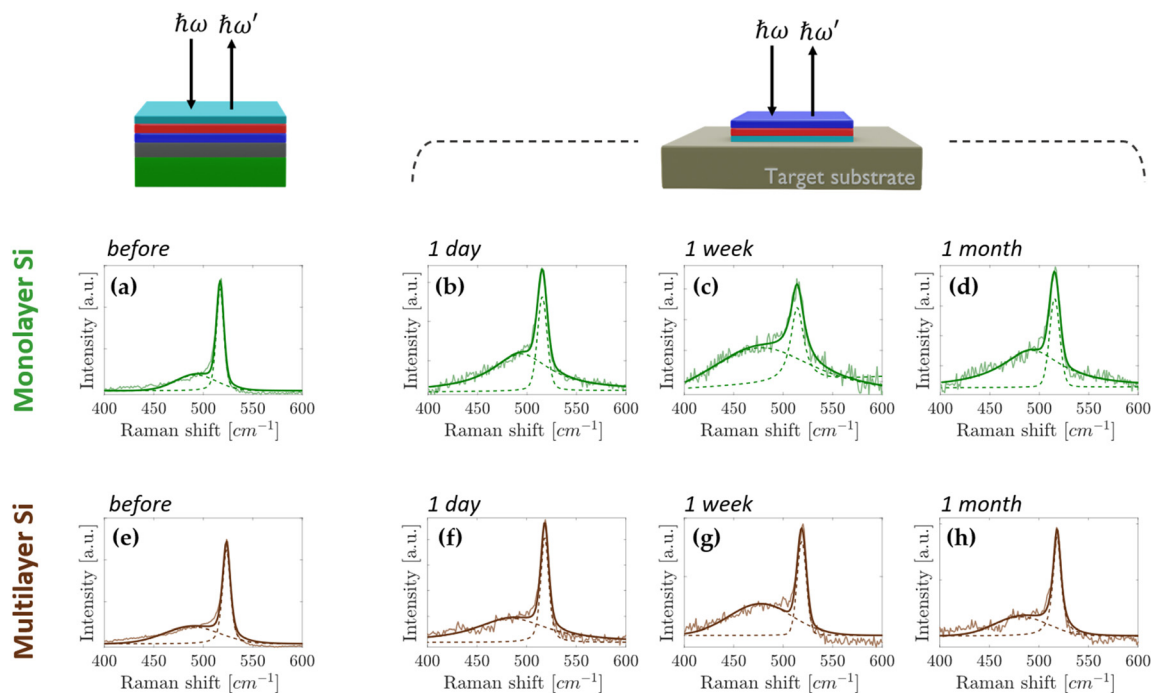 ℏω ℏω′
ℏω ℏω′
Target substrate
Monolayer Si
before
1 day
1 week
1 month
(a)
Intensity [a.u.]
400 450 500 550 600
Raman shift [cm⁻¹]
(b)
Intensity [a.u.]
400 450 500 550 600
Raman shift [cm⁻¹]
(c)
Intensity [a.u.]
400 450 500 550 600
Raman shift [cm⁻¹]
(d)
Intensity [a.u.]
400 450 500 550 600
Raman shift [cm⁻¹]
Multilayer Si
before
1 day
1 week
1 month
(e)
Intensity [a.u.]
400 450 500 550 600
Raman shift [cm⁻¹]
(f)
Intensity [a.u.]
400 450 500 550 600
Raman shift [cm⁻¹]
(g)
Intensity [a.u.]
400 450 500 550 600
Raman shift [cm⁻¹]
(h)
Intensity [a.u.]
400 450 500 550 600
Raman shift [cm⁻¹]